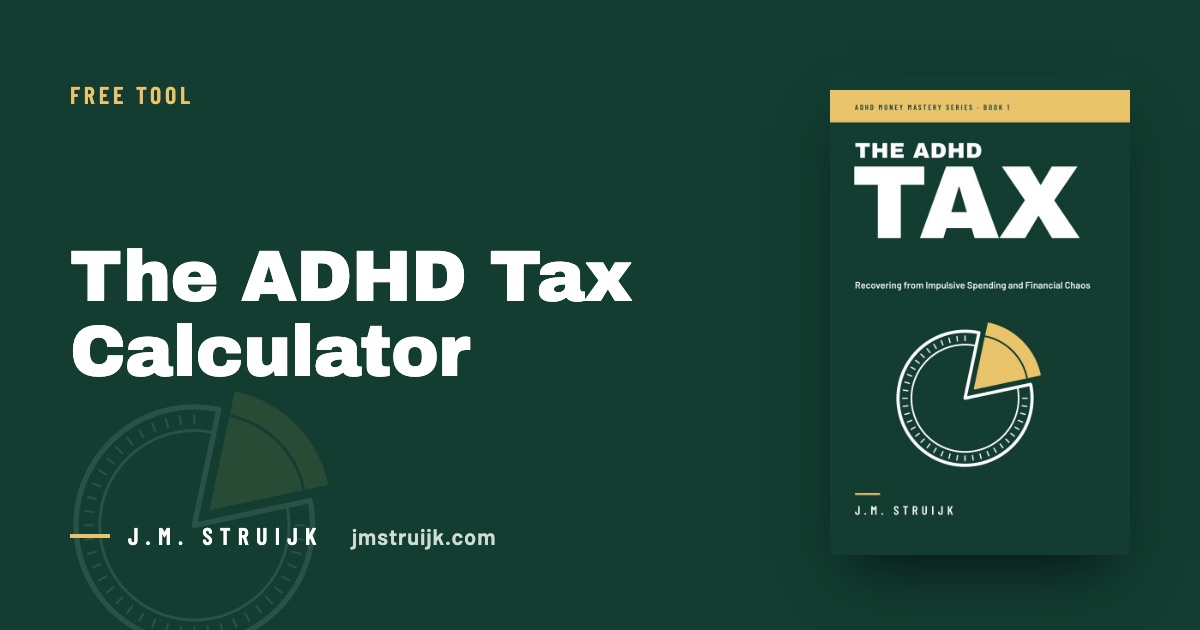 FREE TOOL
The ADHD Tax
Calculator
J.M. STRUIJK jmstruijk.com
ADHD MONEY MASTERY SERIES · BOOK 1
THE ADHD
TAX
Recovering from Impulsive Spending and Financial Chaos
J.M. STRUIJK